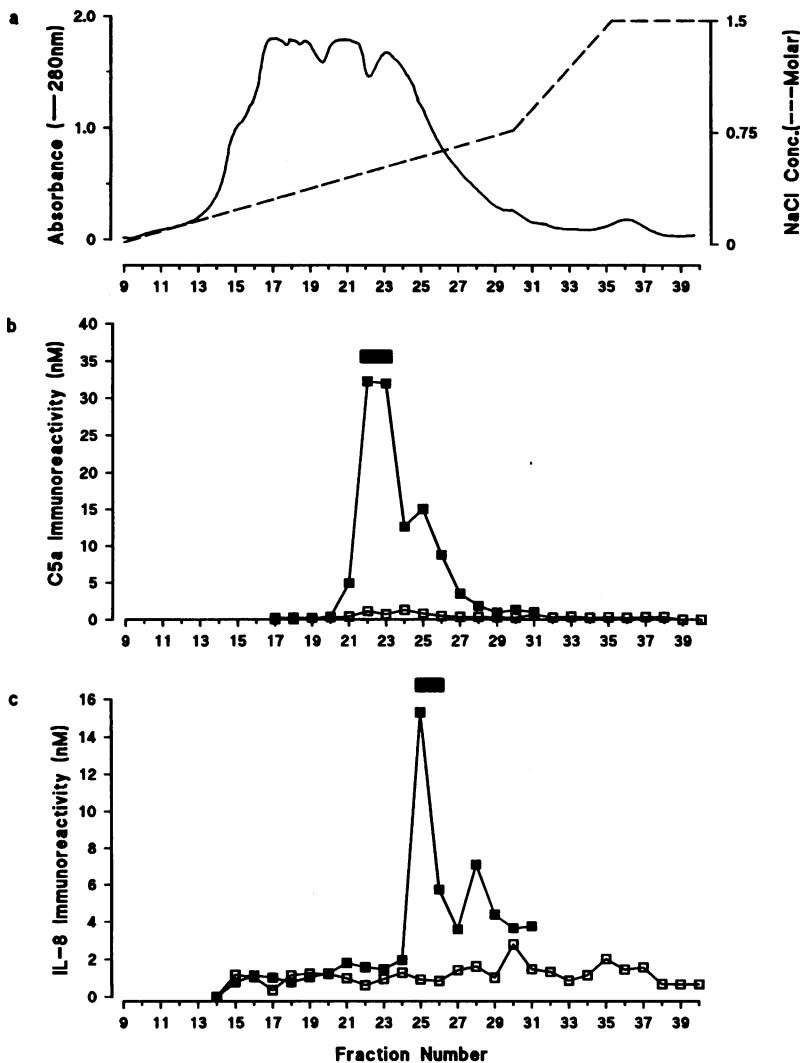 a
Absorbance (—280nm)
2.0
1.0
0
1.5
0.75
0
NaCl Conc.(---Molar)
9 11 13 15 17 19 21 23 25 27 29 31 33 35 37 39
b
C5a Immunoreactivity (nM)
40
35
30
25
20
15
10
5
0
9 11 13 15 17 19 21 23 25 27 29 31 33 35 37 39
c
IL-8 Immunoreactivity (nM)
16
14
12
10
8
6
4
2
0
9 11 13 15 17 19 21 23 25 27 29 31 33 35 37 39
Fraction Number